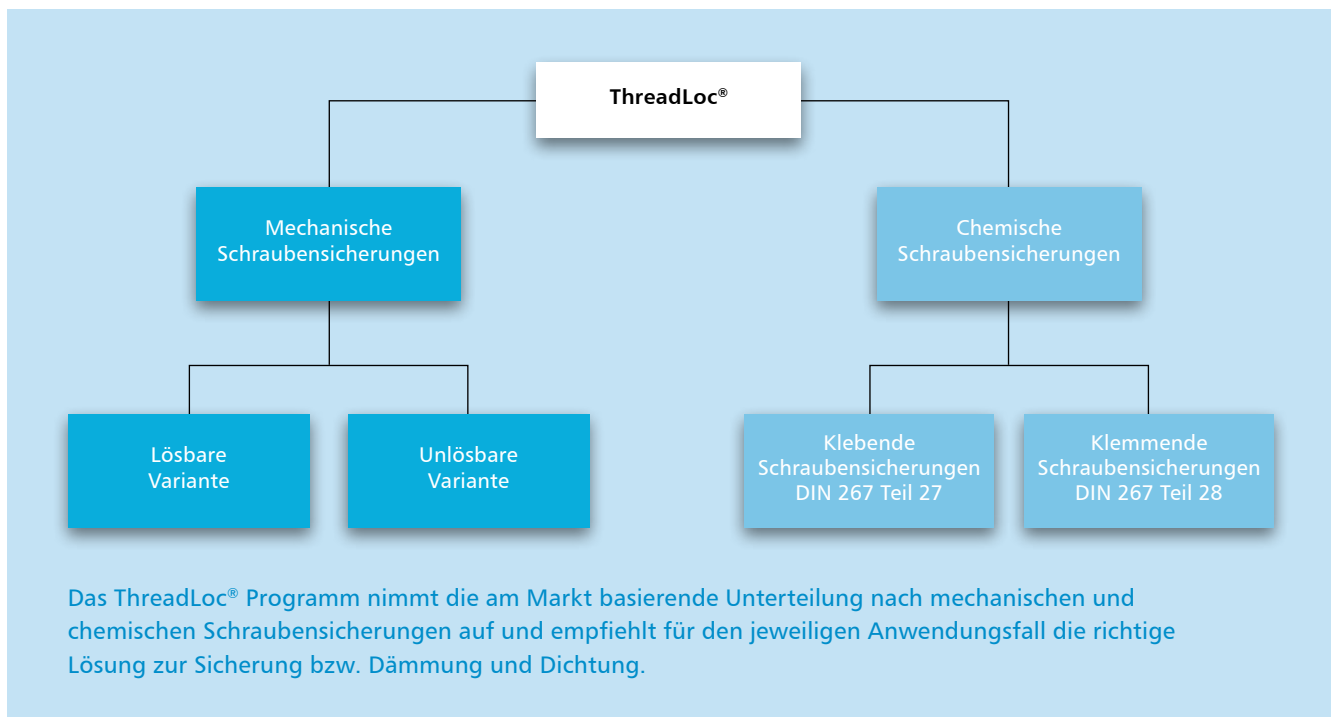 ThreadLoc®
Mechanische
Schraubensicherungen
Chemische
Schraubensicherungen
Lösbare
Variante
Unlösbare
Variante
Klebende
Schraubensicherungen
DIN 267 Teil 27
Klemmende
Schraubensicherungen
DIN 267 Teil 28
Das ThreadLoc® Programm nimmt die am Markt basierende Unterteilung nach mechanischen und
chemischen Schraubensicherungen auf und empfiehlt für den jeweiligen Anwendungsfall die richtige
Lösung zur Sicherung bzw. Dämmung und Dichtung.